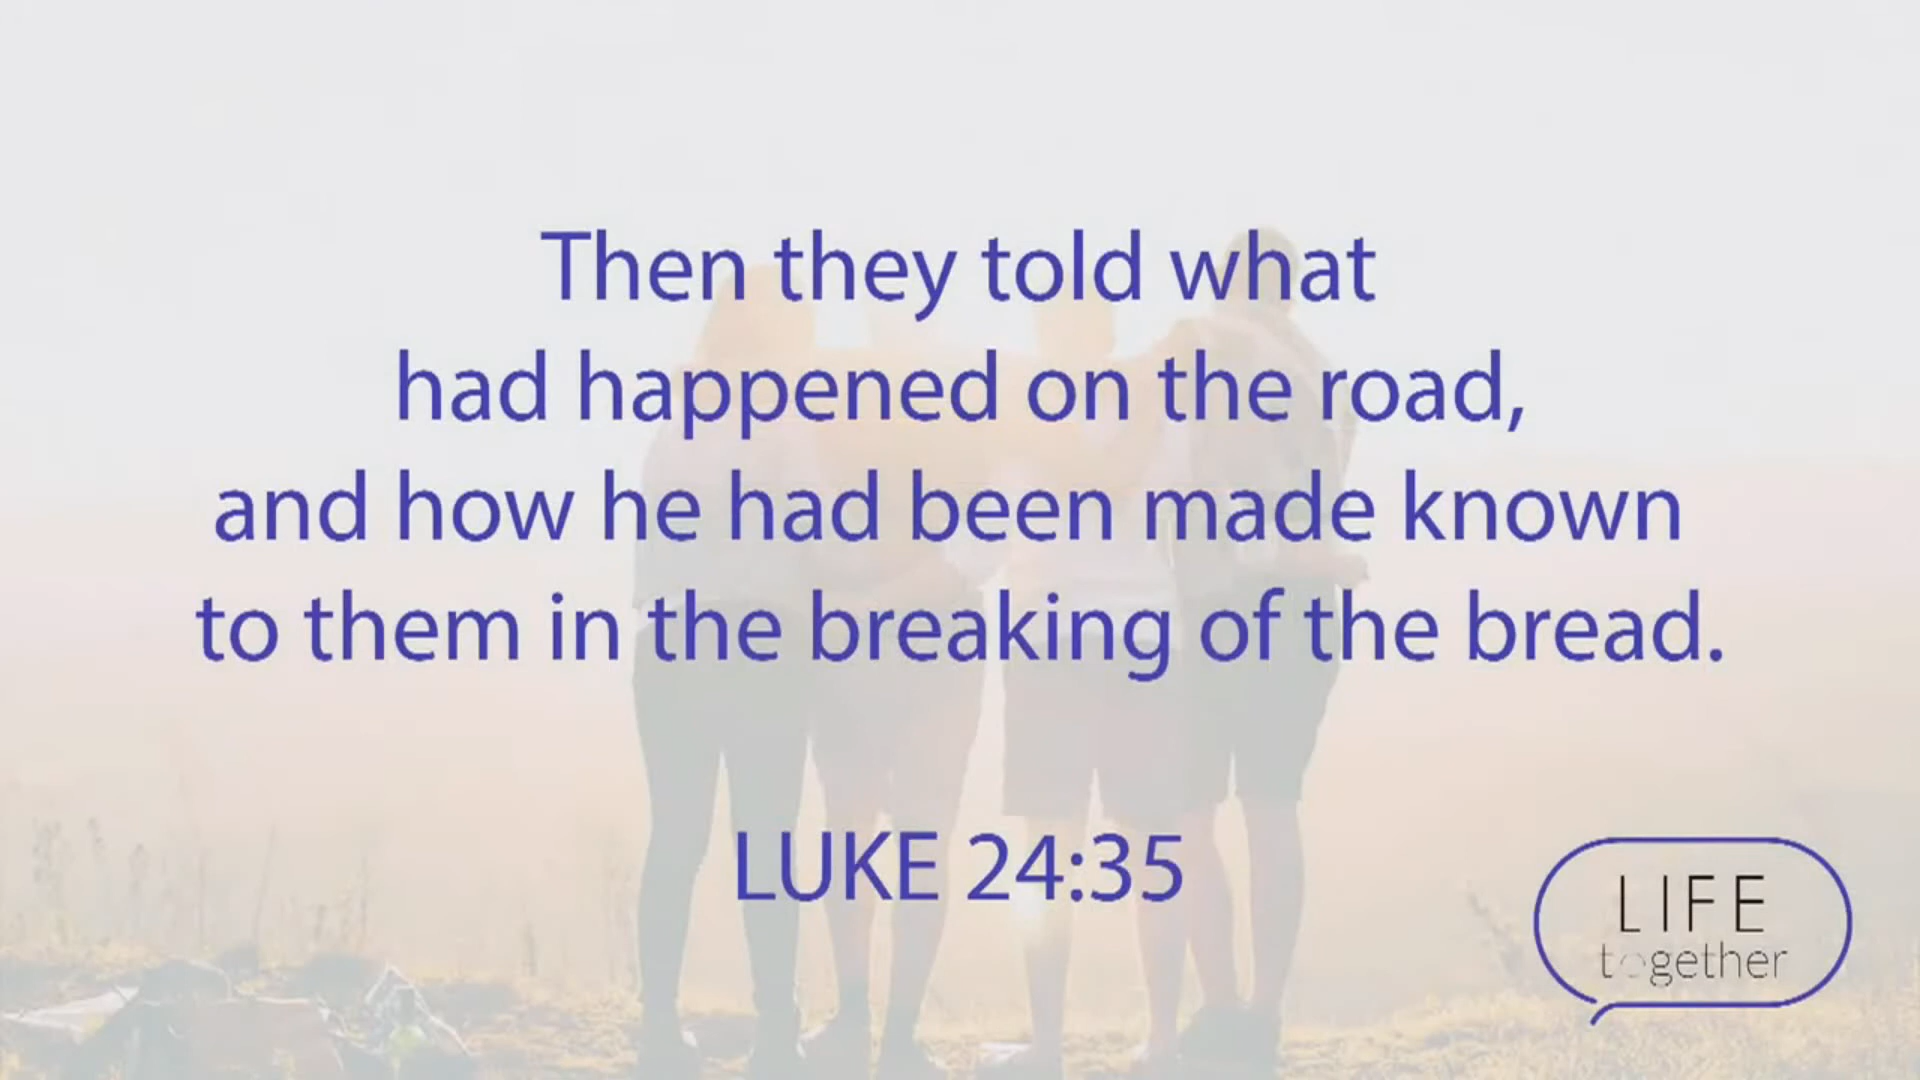 Then they told what
had happened on the road,
and how he had been made known
to them in the breaking of the bread.
LUKE 24:35
LIFE
together